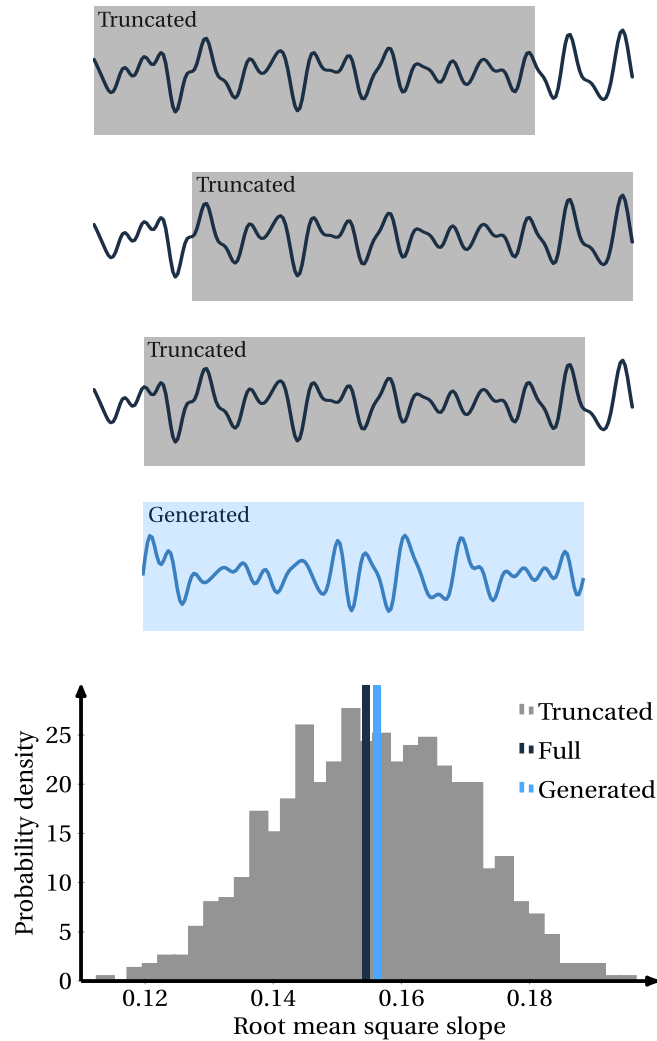 Truncated
Truncated
Truncated
Generated
Truncated
Full
Generated
25
20
15
10
5
0
Probability density
0.12 0.14 0.16 0.18
Root mean square slope